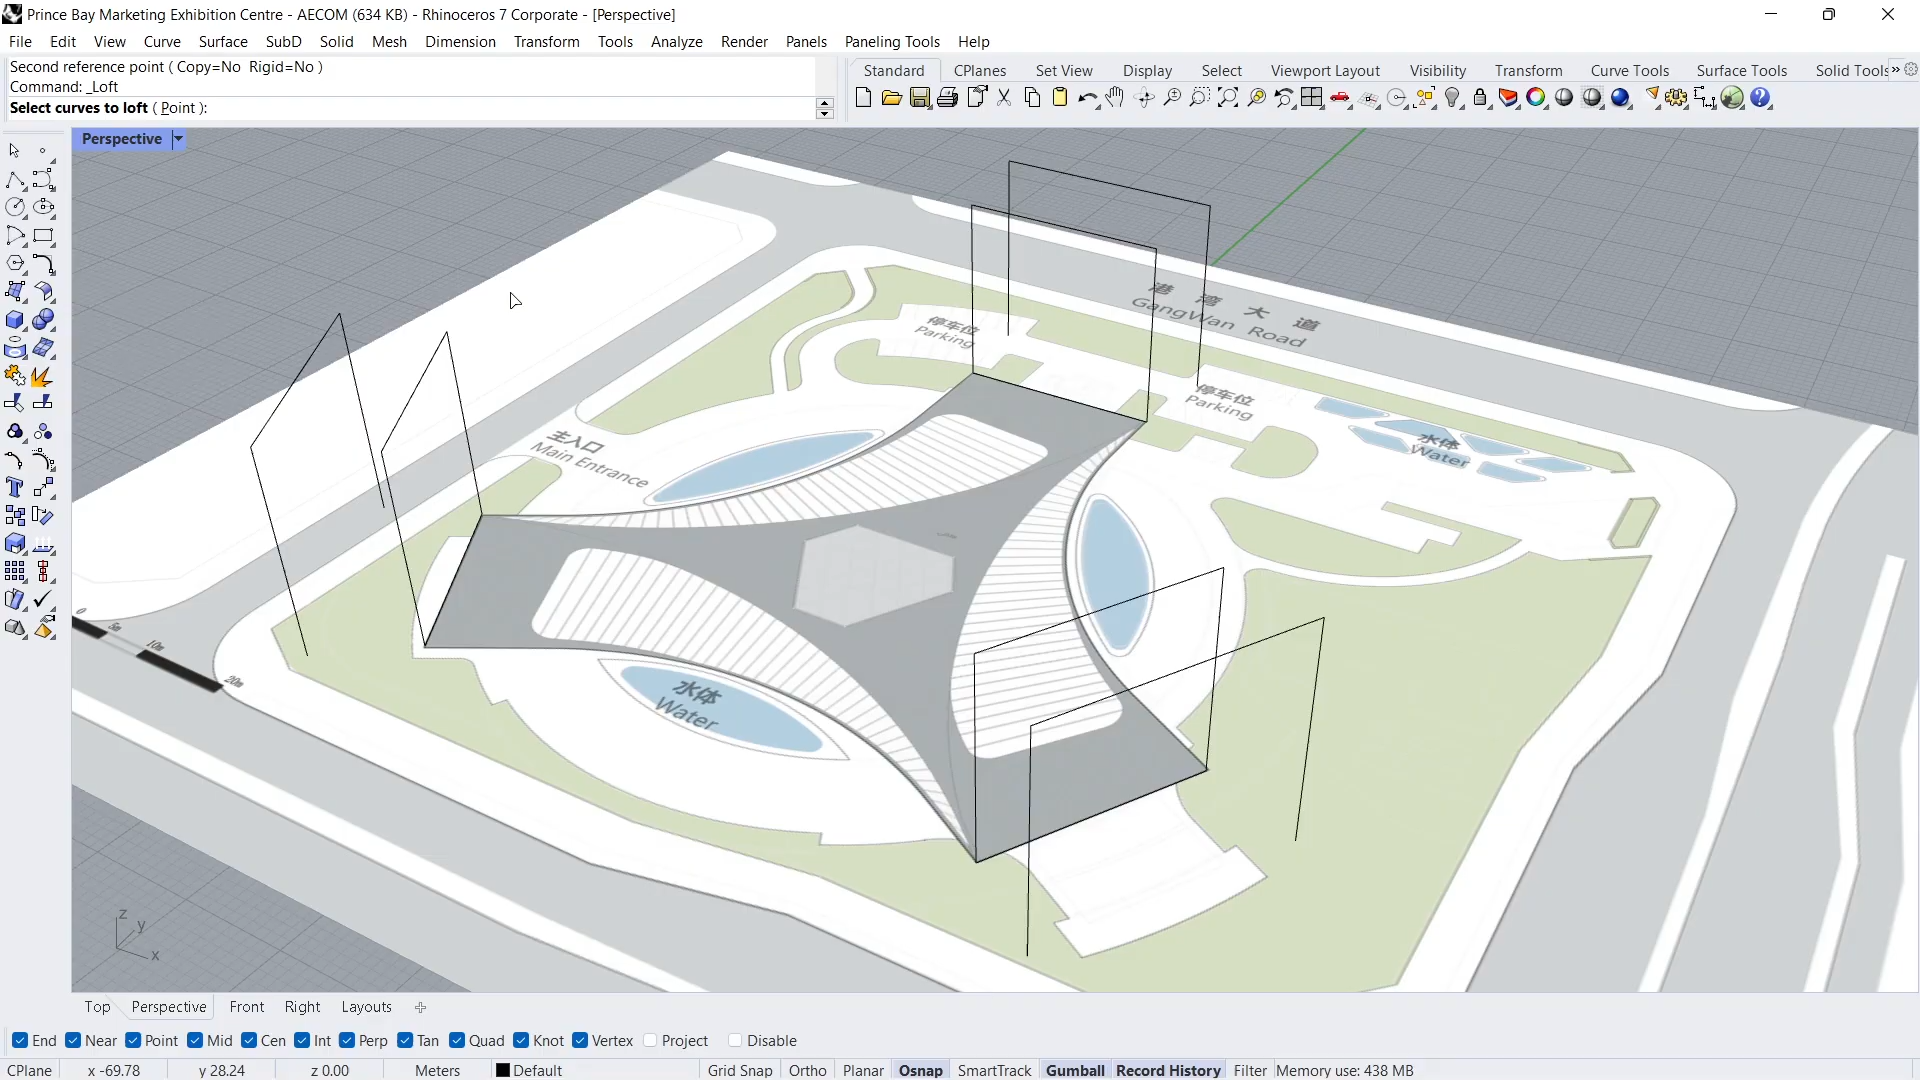 Prince Bay Marketing Exhibition Centre - AECOM (634 KB) - Rhinoceros 7 Corporate - [Perspective]
File Edit View Curve Surface SubD Solid Mesh Dimension Transform Tools Analyze Render Panels Paneling Tools Help
Second reference point ( Copy=No Rigid=No )
Command: _Loft
Select curves to loft ( Point ):
Standard CPlanes Set View Display Select Viewport Layout Visibility Transform Curve Tools Surface Tools Solid Tools »
Perspective
港湾大道
GangWan Road
停车位
Parking
停车位
Parking
水体
Water
主入口
Main Entrance
水体
Water
0
5m
10m
20m
z
y
x
Top Perspective Front Right Layouts
End Near Point Mid Cen Int Perp Tan Quad Knot Vertex Project Disable
CPlane x -69.78 y 28.24 z 0.00 Meters Default Grid Snap Ortho Planar Osnap SmartTrack Gumball Record History Filter Memory use: 438 MB